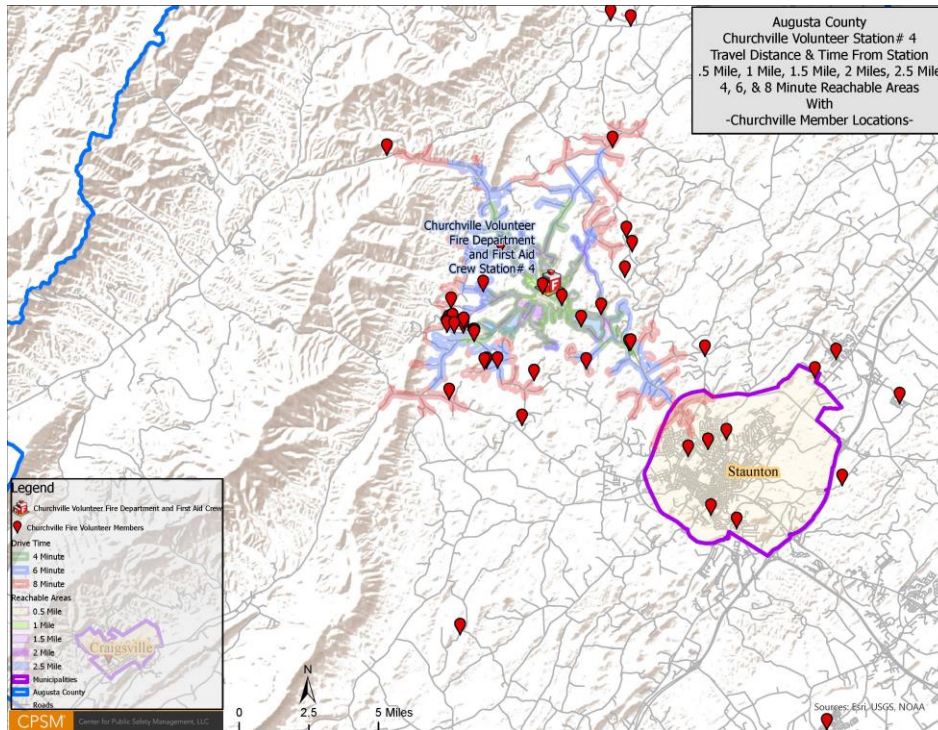 Augusta County
Churchville Volunteer Station# 4
Travel Distance & Time From Station
.5 Mile, 1 Mile, 1.5 Mile, 2 Miles, 2.5 Mile
4, 6, & 8 Minute Reachable Areas
With
-Churchville Member Locations-
Churchville Volunteer
Fire Department
and First Aid
Crew Station# 4
Staunton
Legend
Churchville Volunteer Fire Department and First Aid Crew
Churchville Fire Volunteer Members
Drive Time
4 Minute
6 Minute
8 Minute
Reachable Areas
0.5 Mile
1 Mile
1.5 Mile
2 Mile
2.5 Mile
Municipalities
Augusta County
Roads
Craigsville
N
0 2.5 5 Miles
CPSM® Center for Public Safety Management, LLC
Sources: Esri, USGS, NOAA